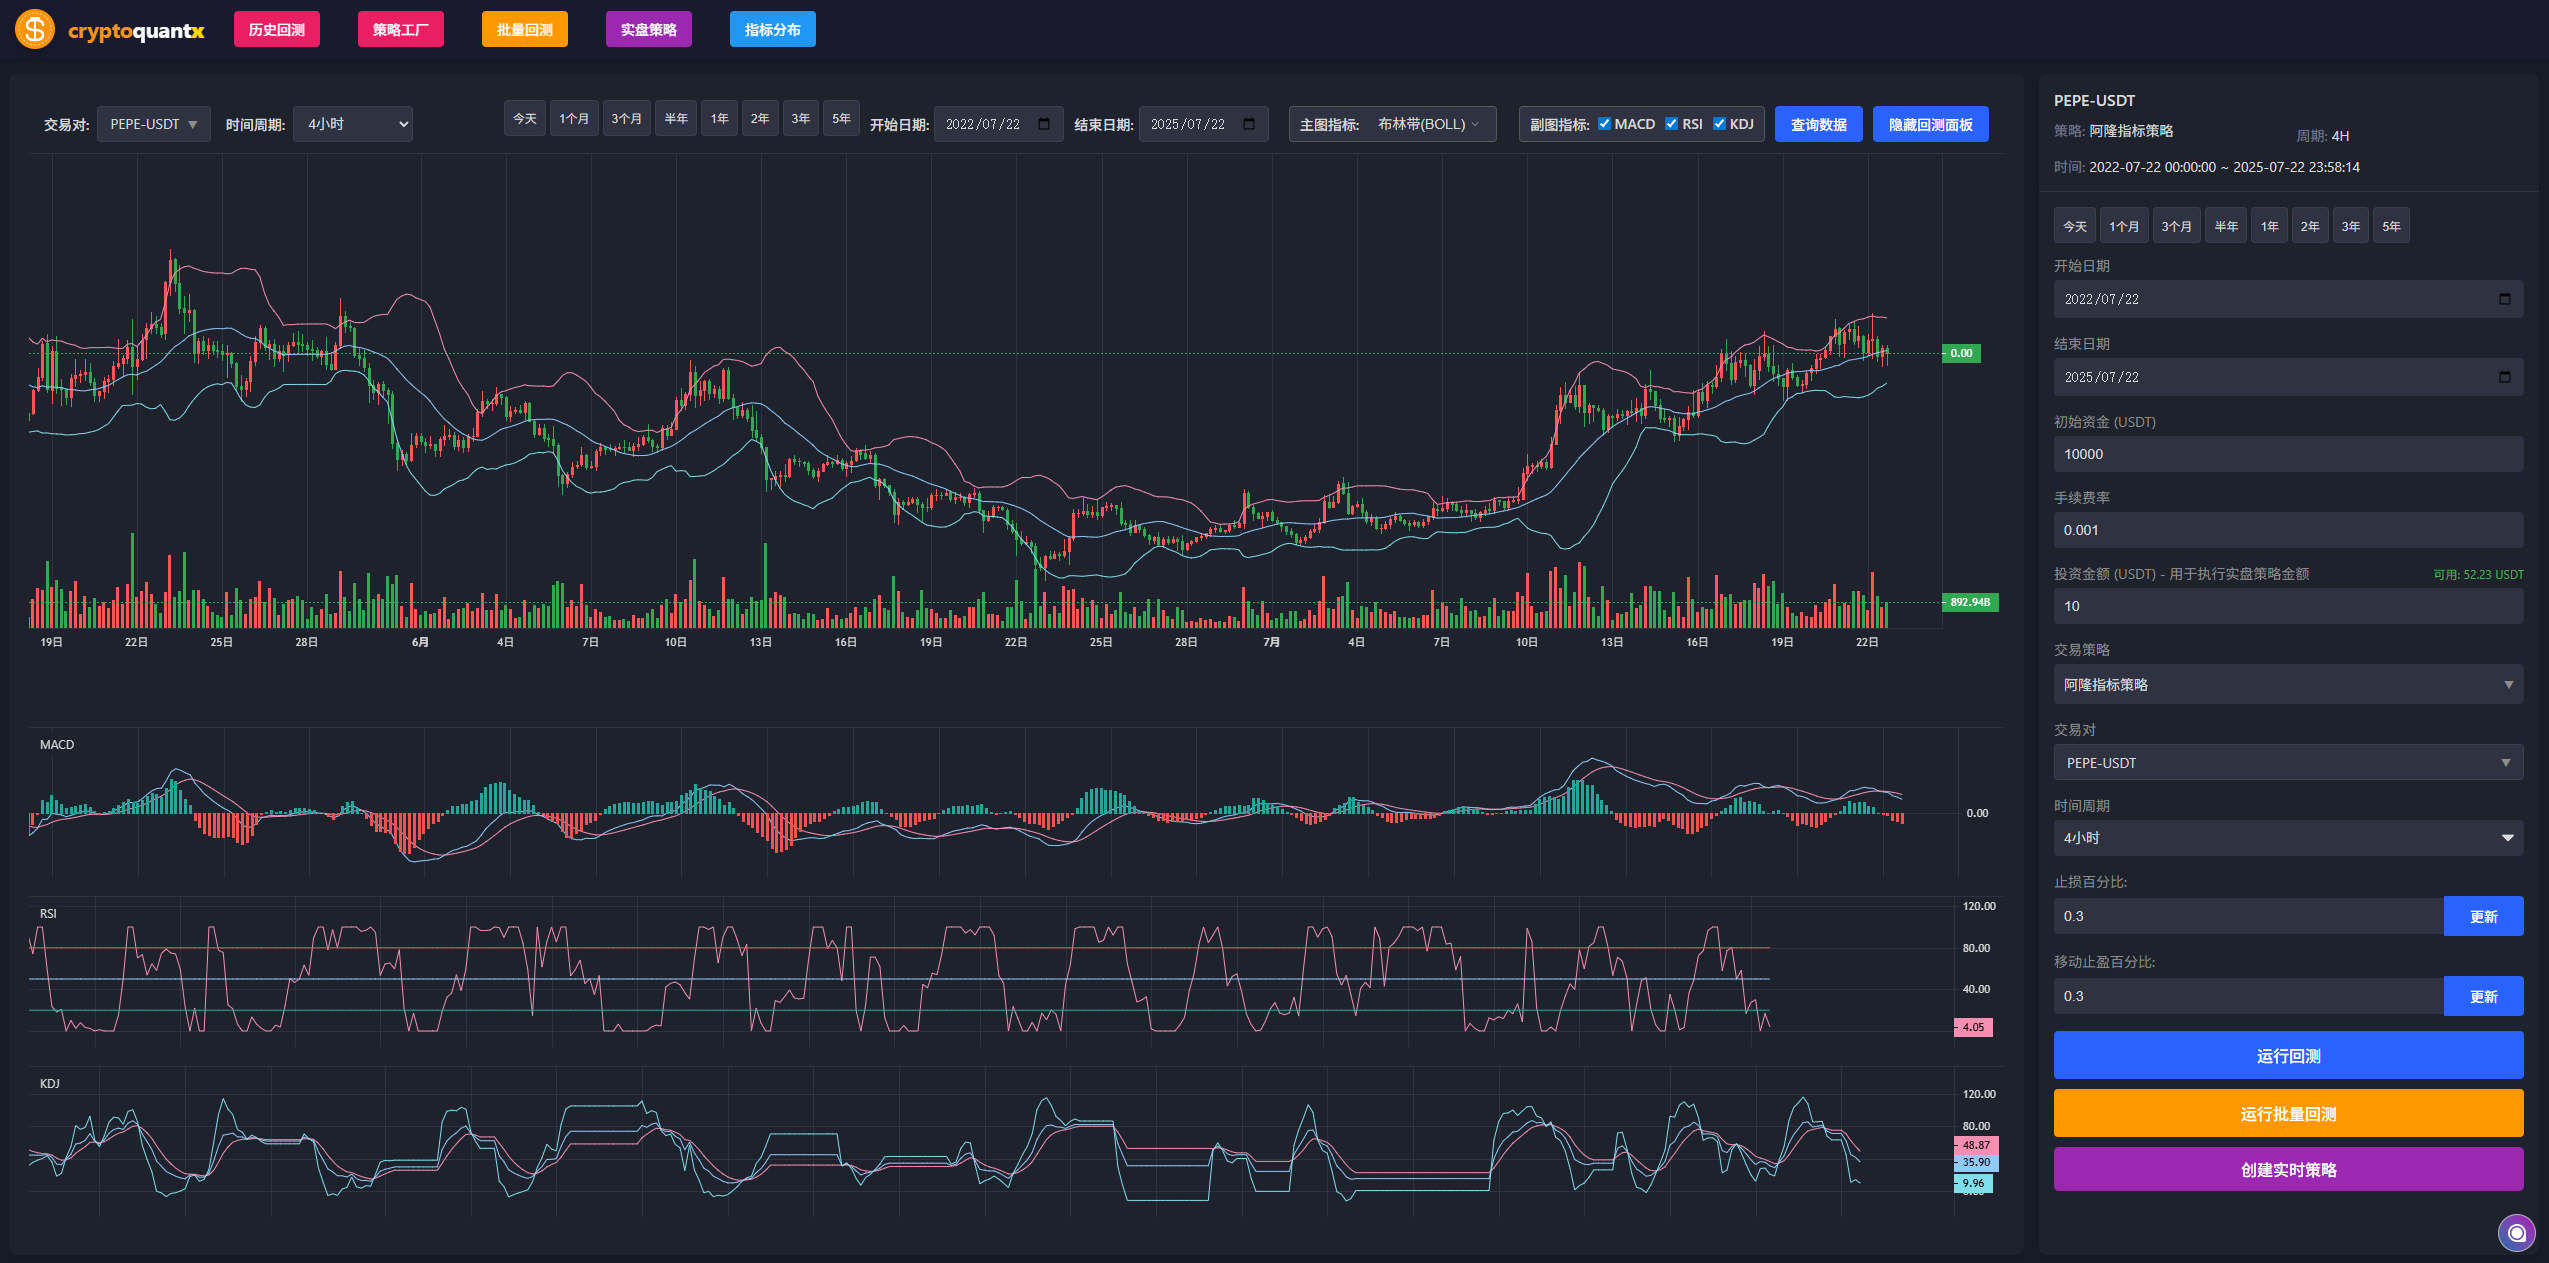 cryptoquantx 历史回测 策略工厂 批量回测 实盘策略 指标分布
交易对: PEPE-USDT 时间周期: 4小时 今天 1个月 3个月 半年 1年 2年 3年 5年 开始日期: 2022/07/22 结束日期: 2025/07/22 主图指标: 布林带(BOLL) 副图指标: MACD RSI KDJ 查询数据 隐藏回测面板
0.00
892.94B
19日 22日 25日 28日 6月 4日 7日 10日 13日 16日 19日 22日 25日 28日 7月 4日 7日 10日 13日 16日 19日 22日
MACD
0.00
RSI
120.00
80.00
40.00
4.05
KDJ
120.00
80.00
48.87
35.90
9.96
PEPE-USDT
策略: 阿隆指标策略 周期: 4H
时间: 2022-07-22 00:00:00 ~ 2025-07-22 23:58:14
今天 1个月 3个月 半年 1年 2年 3年 5年
开始日期
2022/07/22
结束日期
2025/07/22
初始资金 (USDT)
10000
手续费率
0.001
投资金额 (USDT) - 用于执行实盘策略金额 可用: 52.23 USDT
10
交易策略
阿隆指标策略
交易对
PEPE-USDT
时间周期
4小时
止损百分比:
0.3 更新
移动止盈百分比:
0.3 更新
运行回测
运行批量回测
创建实时策略